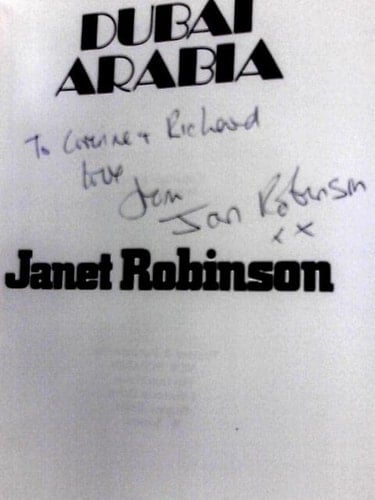 DUBAI
ARABIA
To Corinne + Richard
love
Jan
Jan Robinson
x x
Janet Robinson